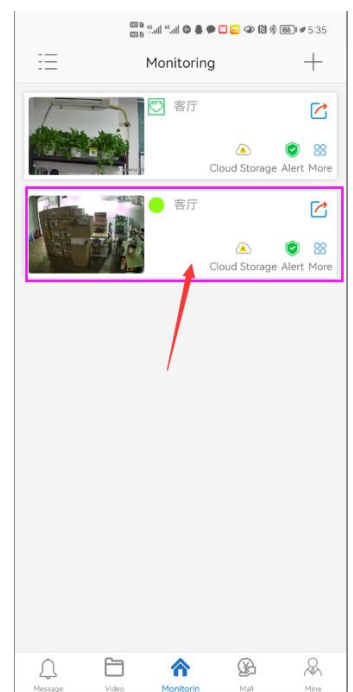 5:35
Monitoring
客厅
Cloud Storage Alert More
客厅
Cloud Storage Alert More
Message Video Monitorin Mall Mine